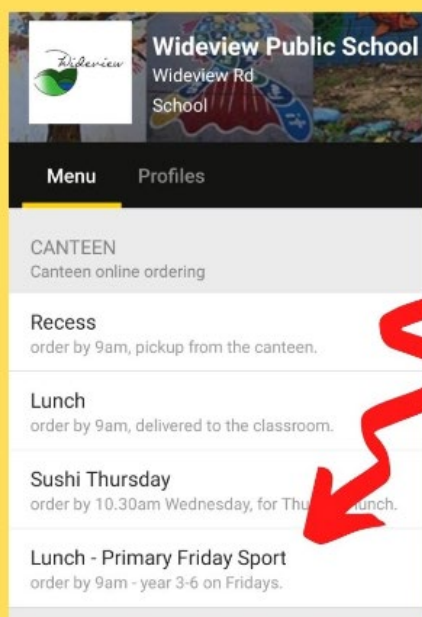 Wideview
Wideview Public School
Wideview Rd
School
Menu Profiles
CANTEEN
Canteen online ordering
Recess
order by 9am, pickup from the canteen.
Lunch
order by 9am, delivered to the classroom.
Sushi Thursday
order by 10.30am Wednesday, for lunch.
Lunch - Primary Friday Sport
order by 9am - year 3-6 on Fridays.